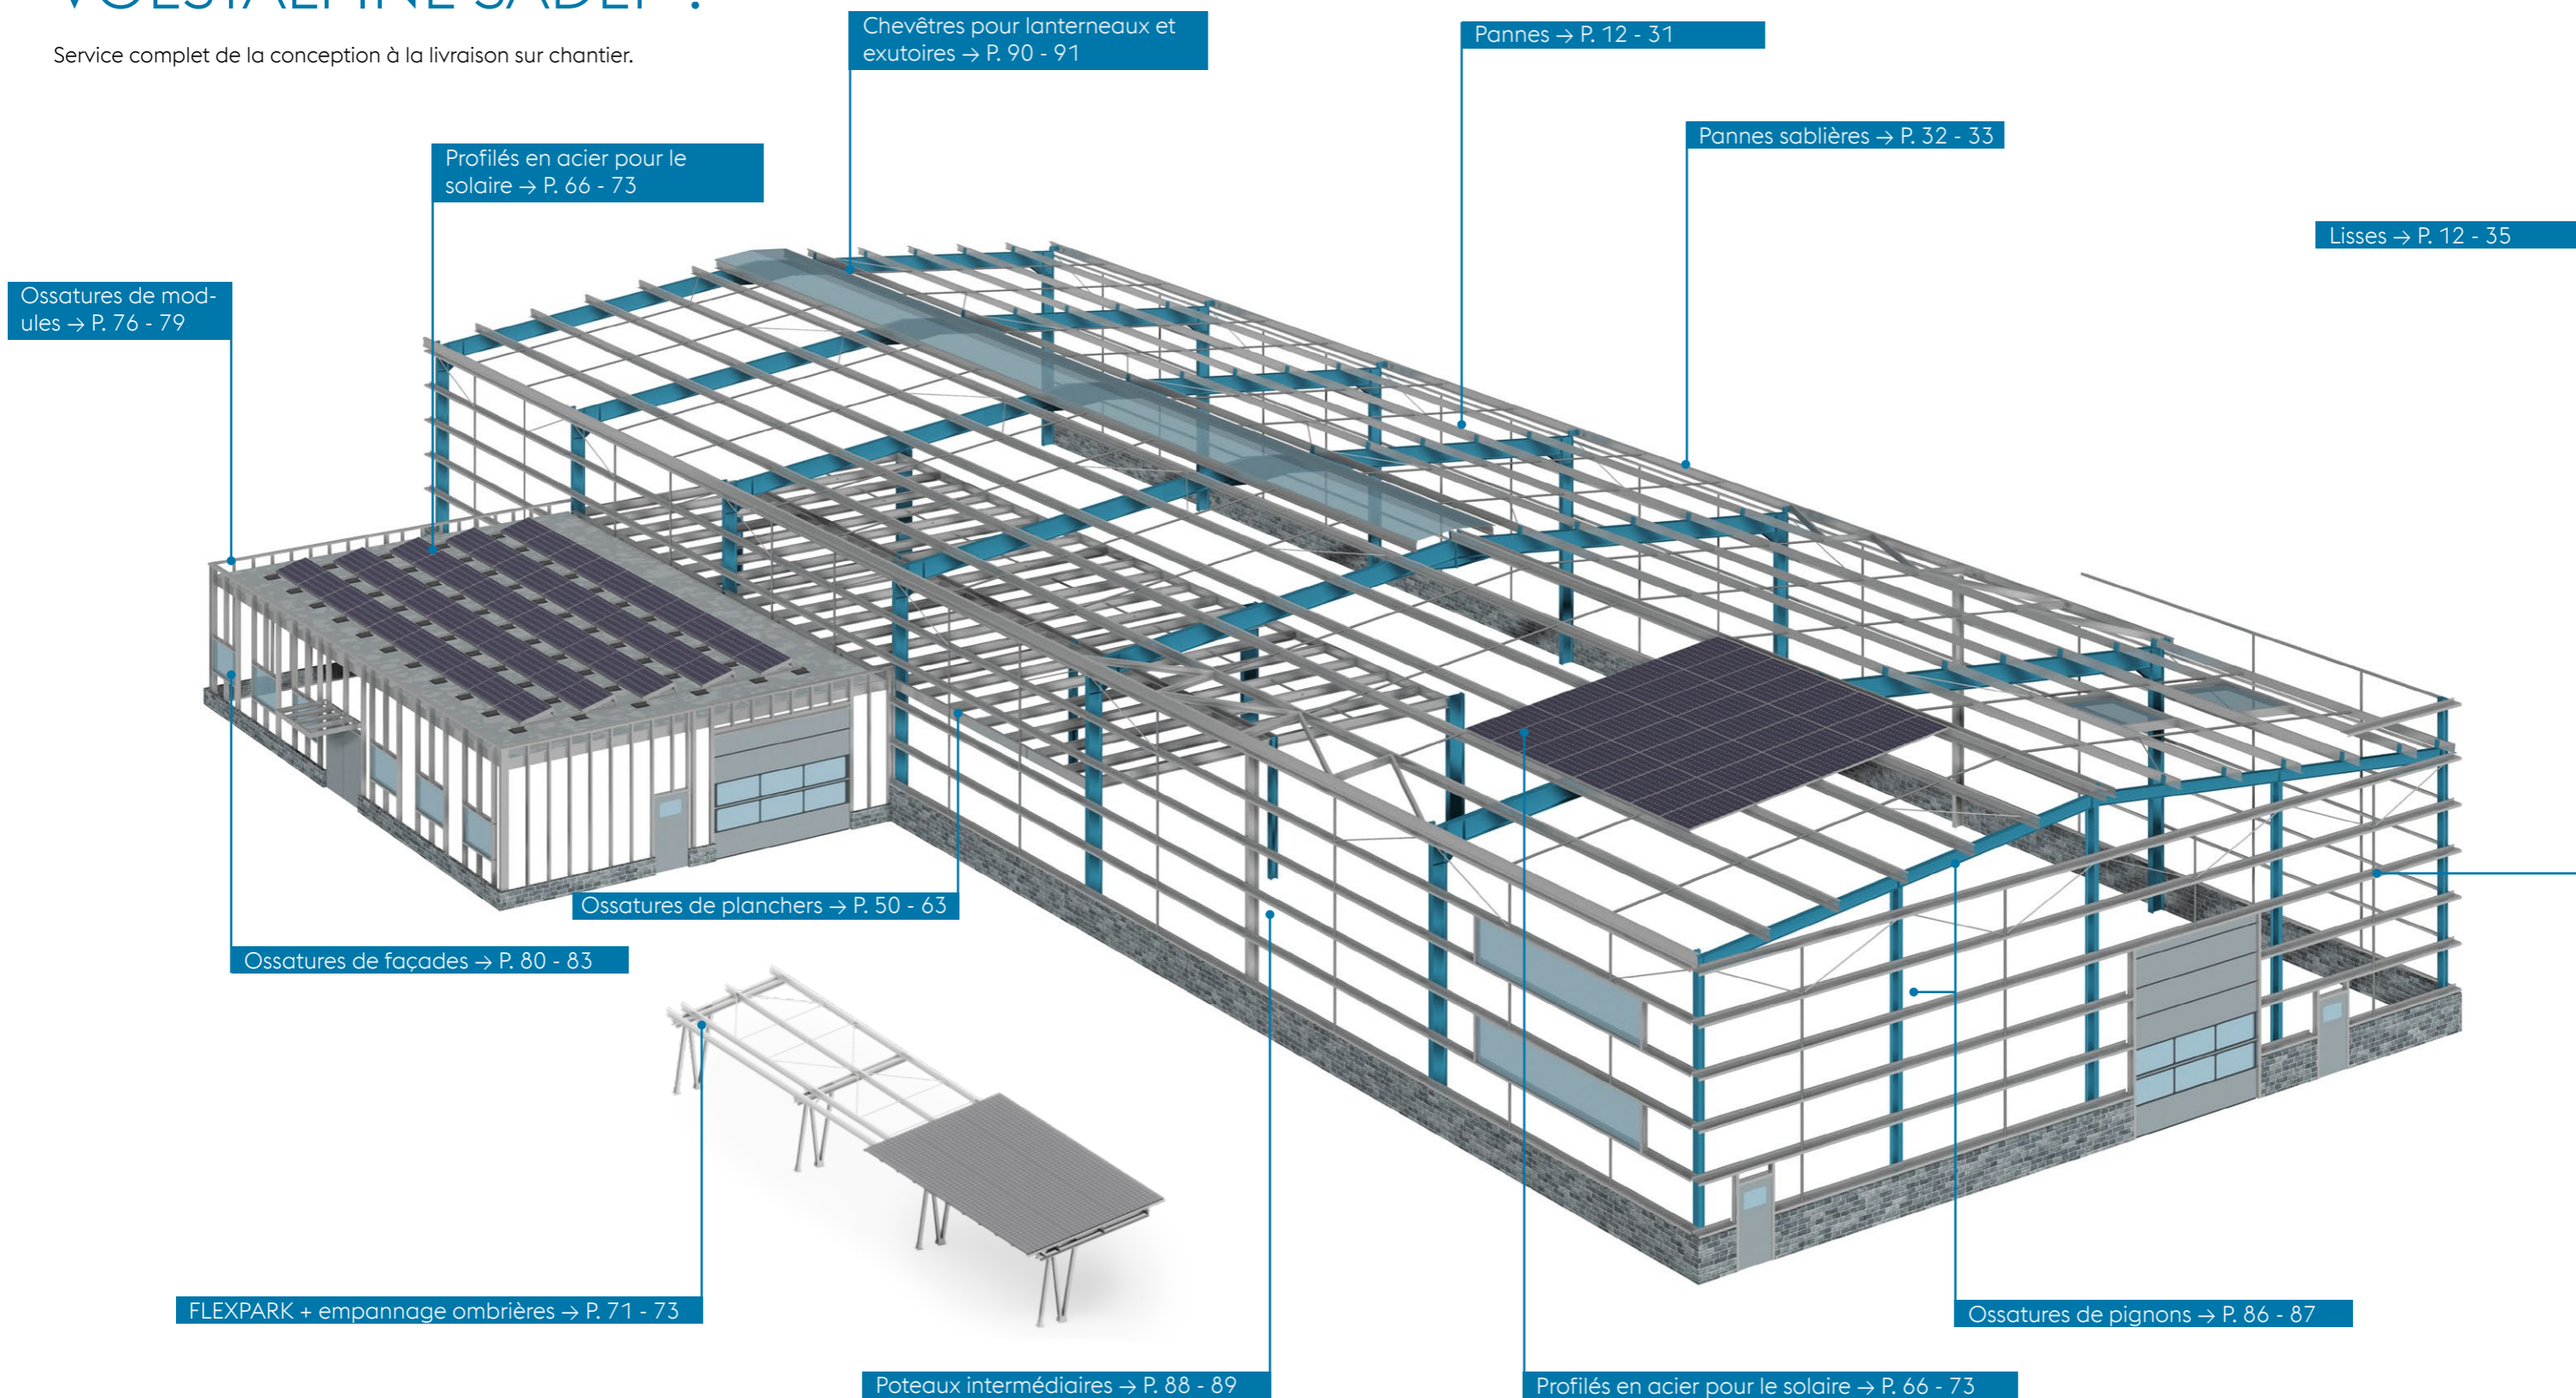 VOESTALPINE SADEF :
Service complet de la conception à la livraison sur chantier.
Chevêtres pour lanterneaux et
exutoires → P. 90 - 91
Pannes → P. 12 - 31
Pannes sablières → P. 32 - 33
Profilés en acier pour le
solaire → P. 66 - 73
Lisses → P. 12 - 35
Ossatures de mod-
ules → P. 76 - 79
Ossatures de planchers → P. 50 - 63
Ossatures de façades → P. 80 - 83
FLEXPARK + empannage ombrières → P. 71 - 73
Ossatures de pignons → P. 86 - 87
Poteaux intermédiaires → P. 88 - 89
Profilés en acier pour le solaire → P. 66 - 73